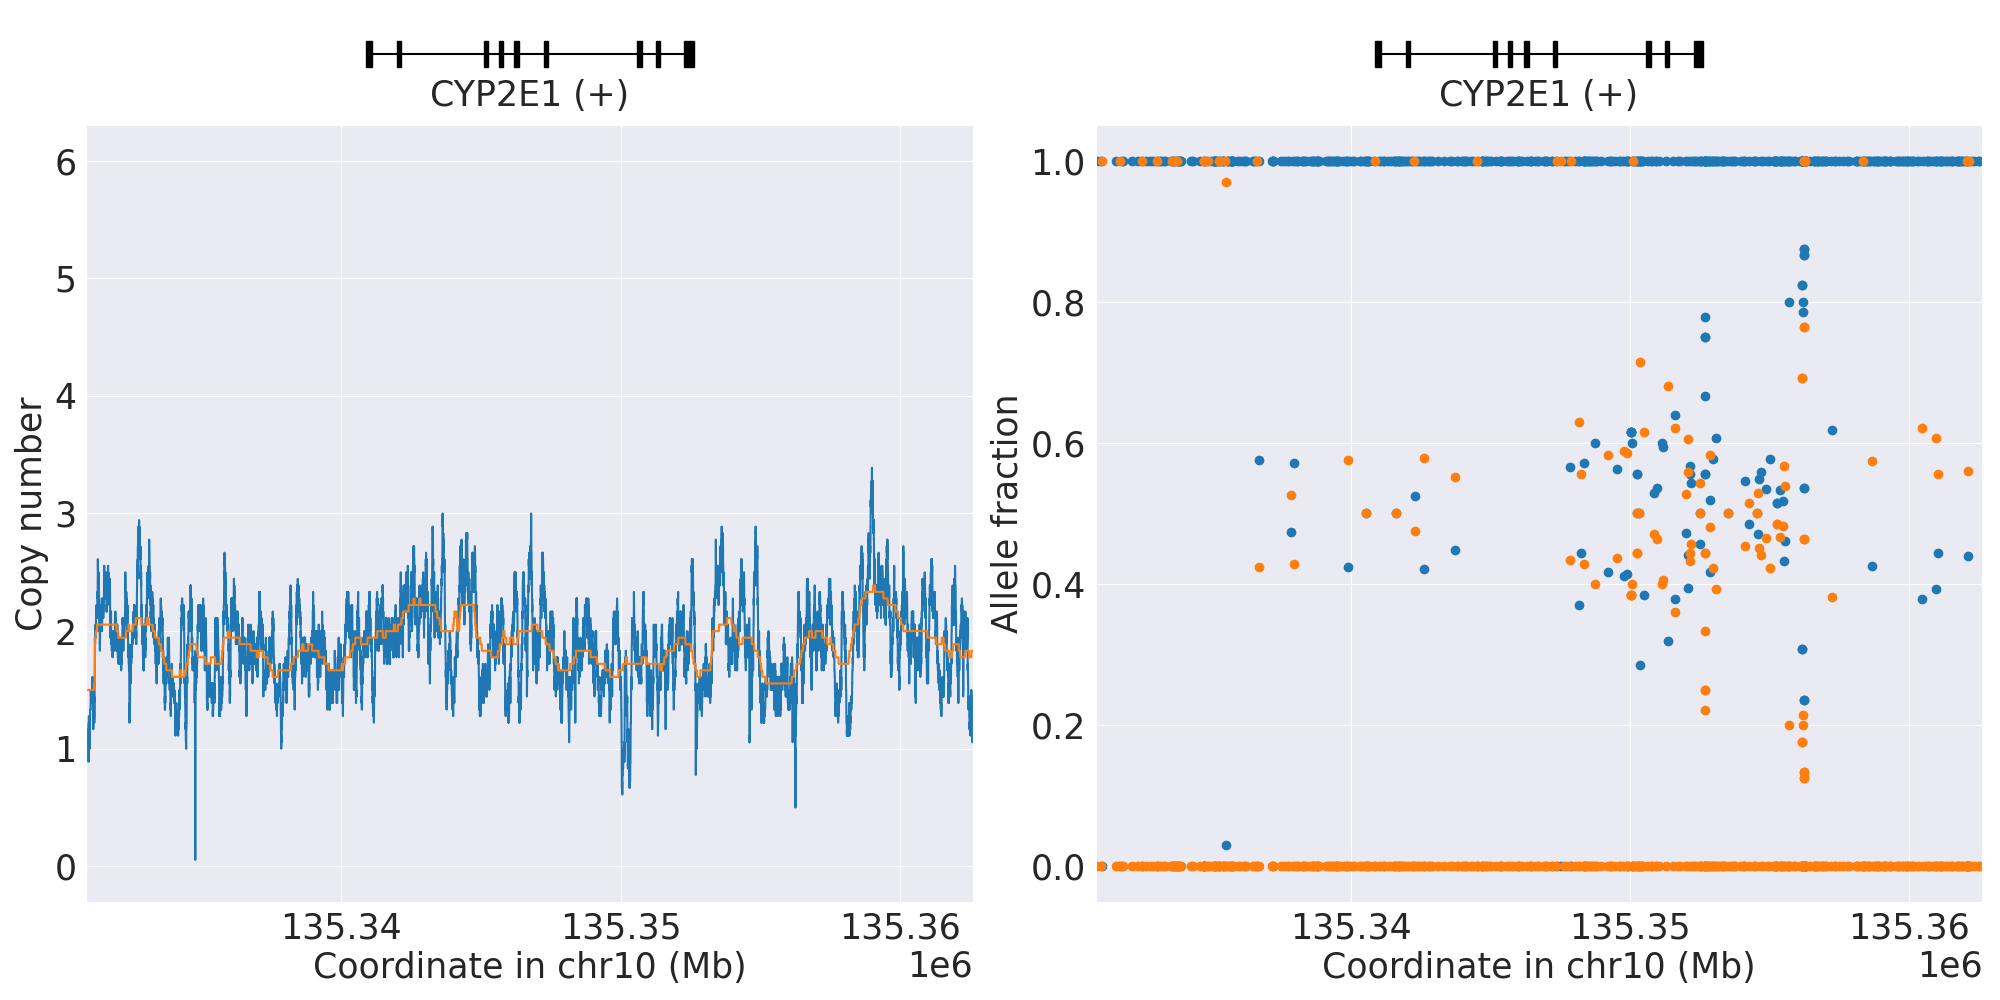 CYP2E1 (+)
6
5
4
3
2
1
0
Copy number
135.34 135.35 135.36
Coordinate in chr10 (Mb)
1e6
CYP2E1 (+)
1.0
0.8
0.6
0.4
0.2
0.0
Allele fraction
135.34 135.35 135.36
Coordinate in chr10 (Mb)
1e6